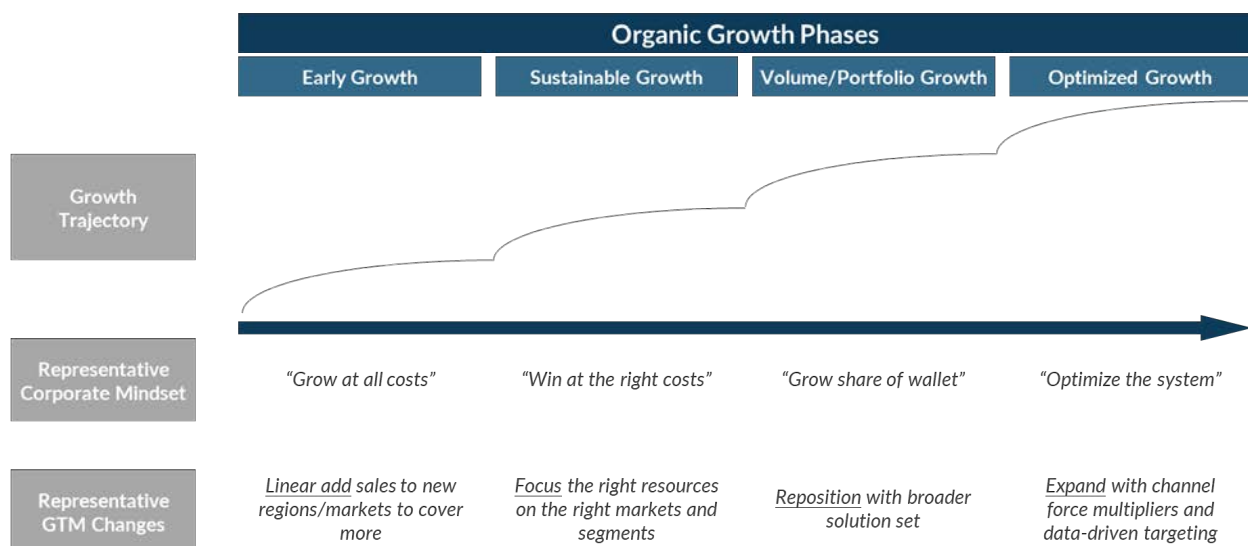 Organic Growth Phases
Early Growth
Sustainable Growth
Volume/Portfolio Growth
Optimized Growth
Growth
Trajectory
Representative
Corporate Mindset
“Grow at all costs”
“Win at the right costs”
“Grow share of wallet”
“Optimize the system”
Representative
GTM Changes
Linear add sales to new
regions/markets to cover
more
Focus the right resources
on the right markets and
segments
Reposition with broader
solution set
Expand with channel
force multipliers and
data-driven targeting